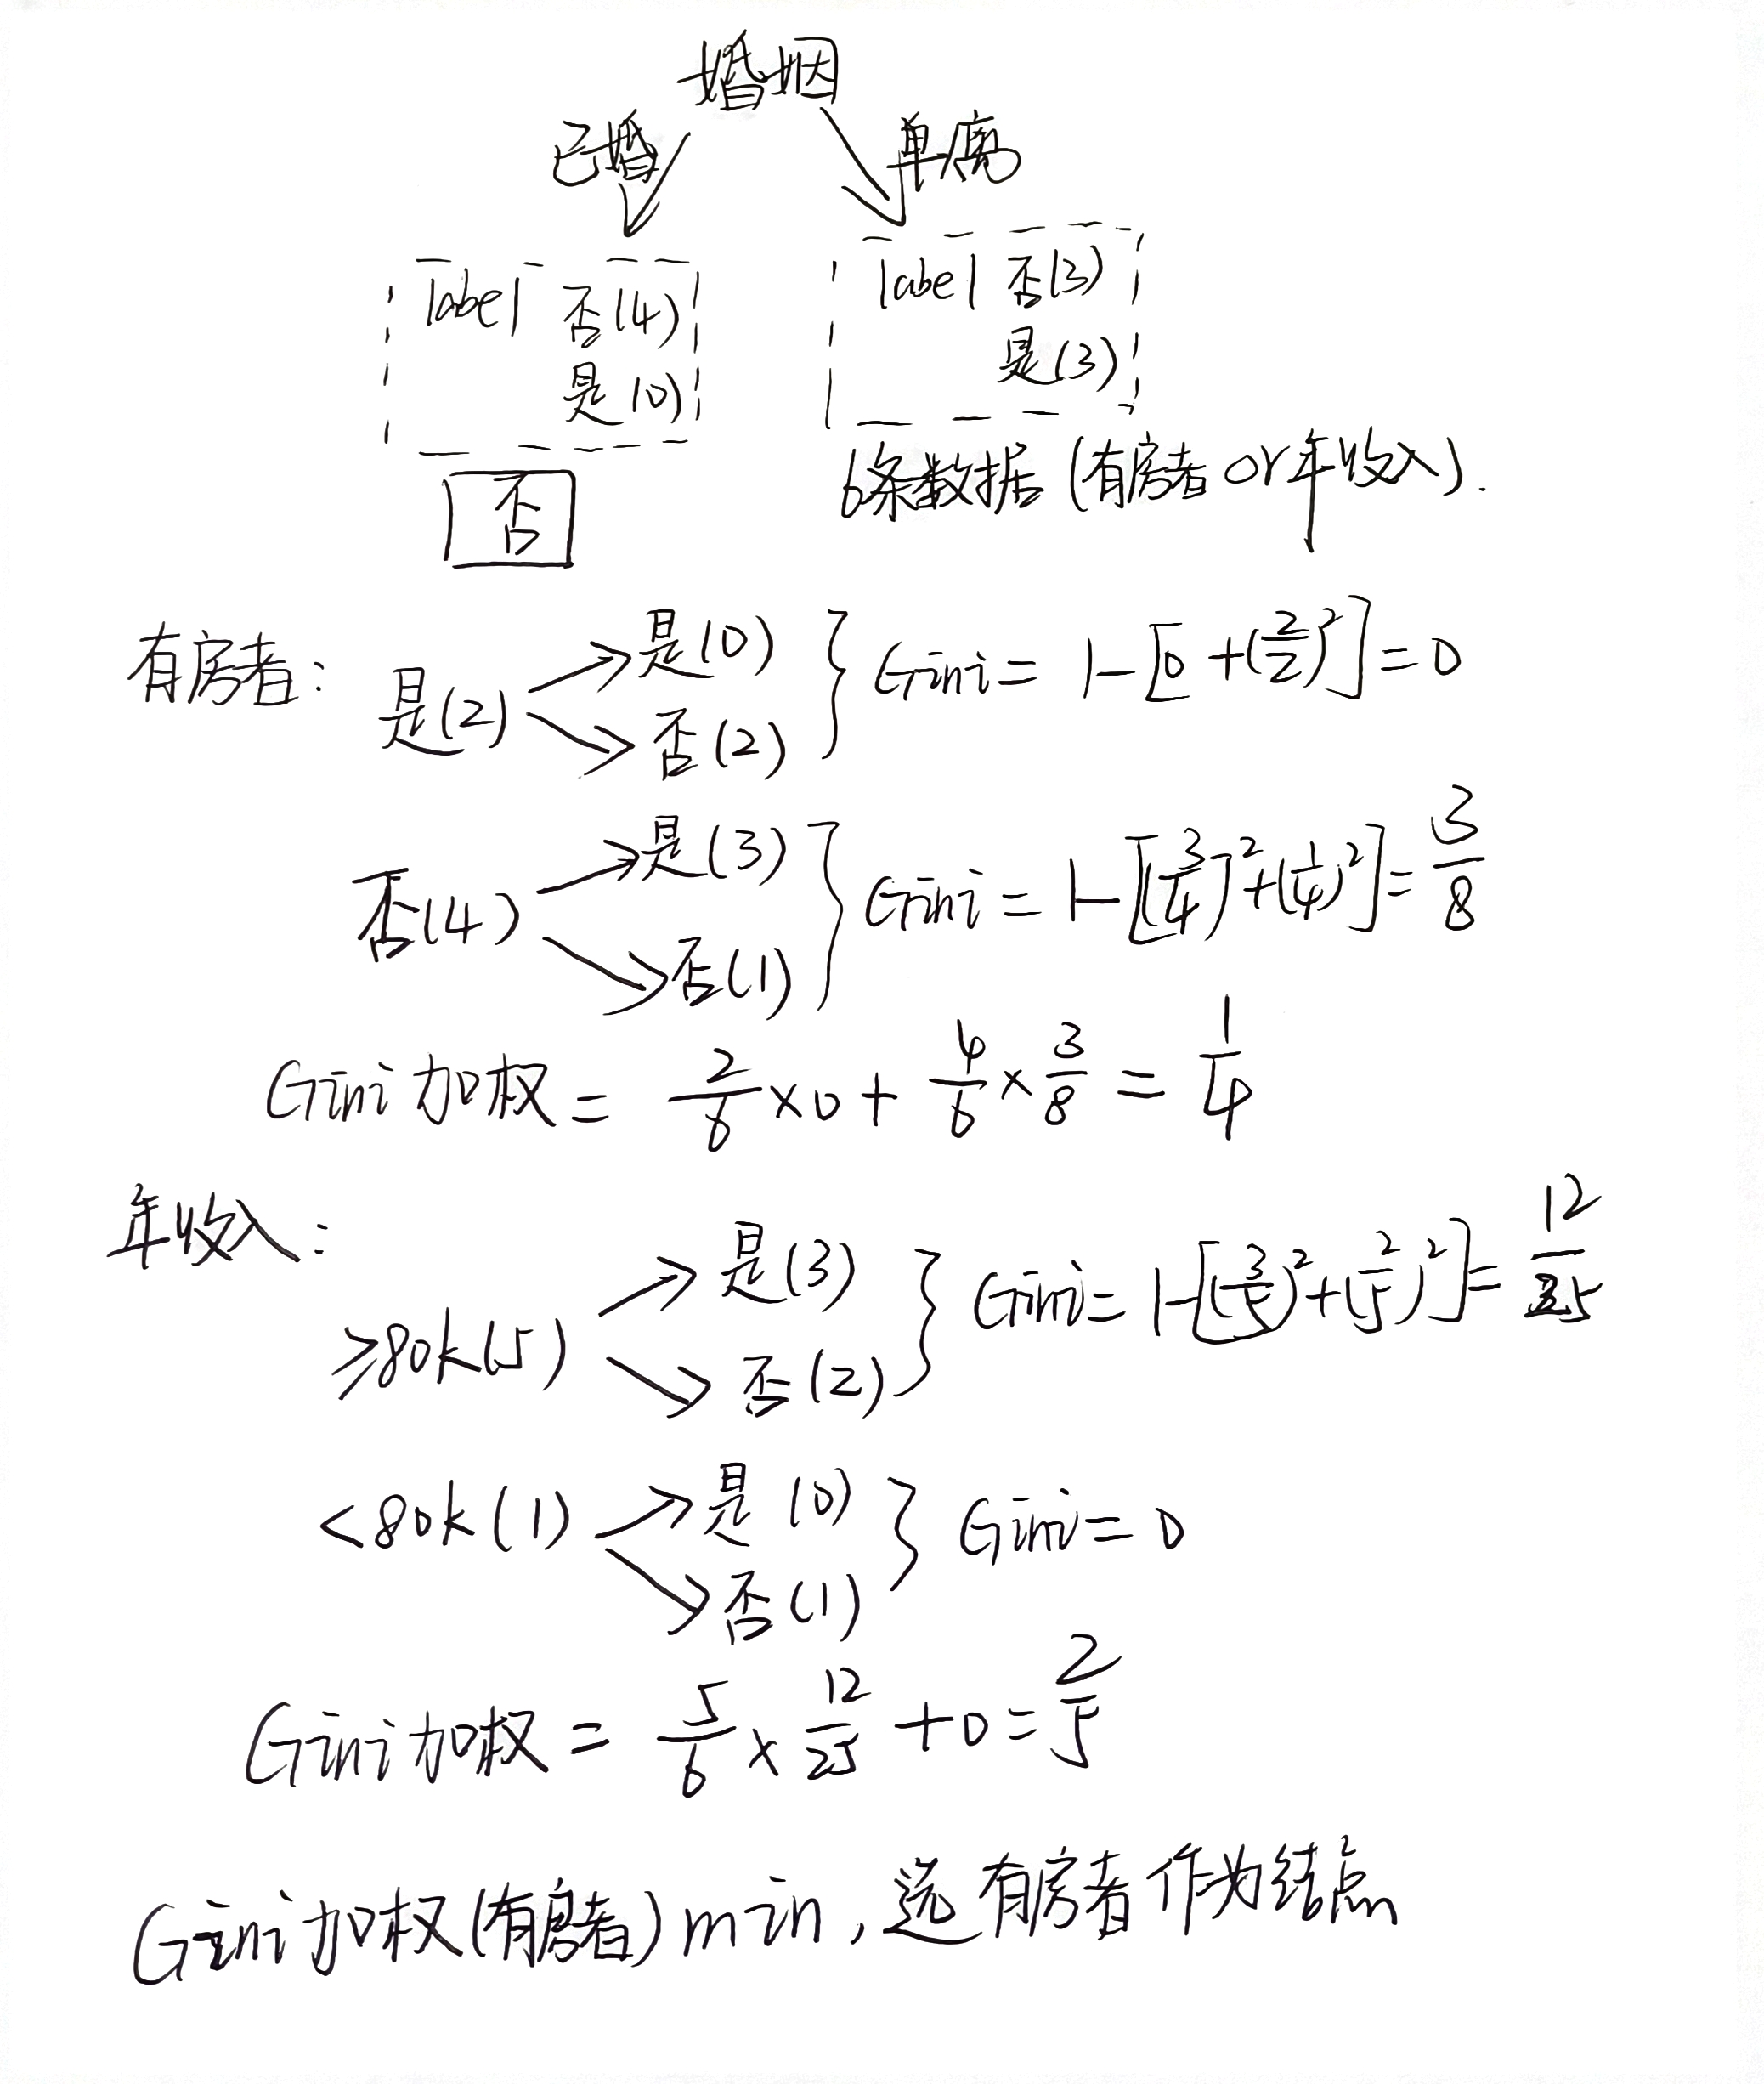 婚姻
已婚 单离
label 否(4)
是(0)
label 否(3)
是(3)
否
6条数据 (有房者 or 年收入).
有房者: 是(2) → 是(0) → 否(2) } Gini = 1-[0+(2/2)²] = 0
否(4) → 是(3) → 否(1) } Gini = 1-[(3/4)²+(1/4)²] = 3/8
Gini加权 = 2/6 × 0 + 4/6 × 3/8 = 1/4
年收入:
≥80k(5) → 是(3) → 否(2) } Gini = 1-[(3/5)²+(2/5)²] = 12/25
<80k(1) → 是(0) → 否(1) } Gini = 0
Gini加权 = 5/6 × 12/25 + 0 = 2/5
Gini加权(有房者) min, 选有房者作为结点